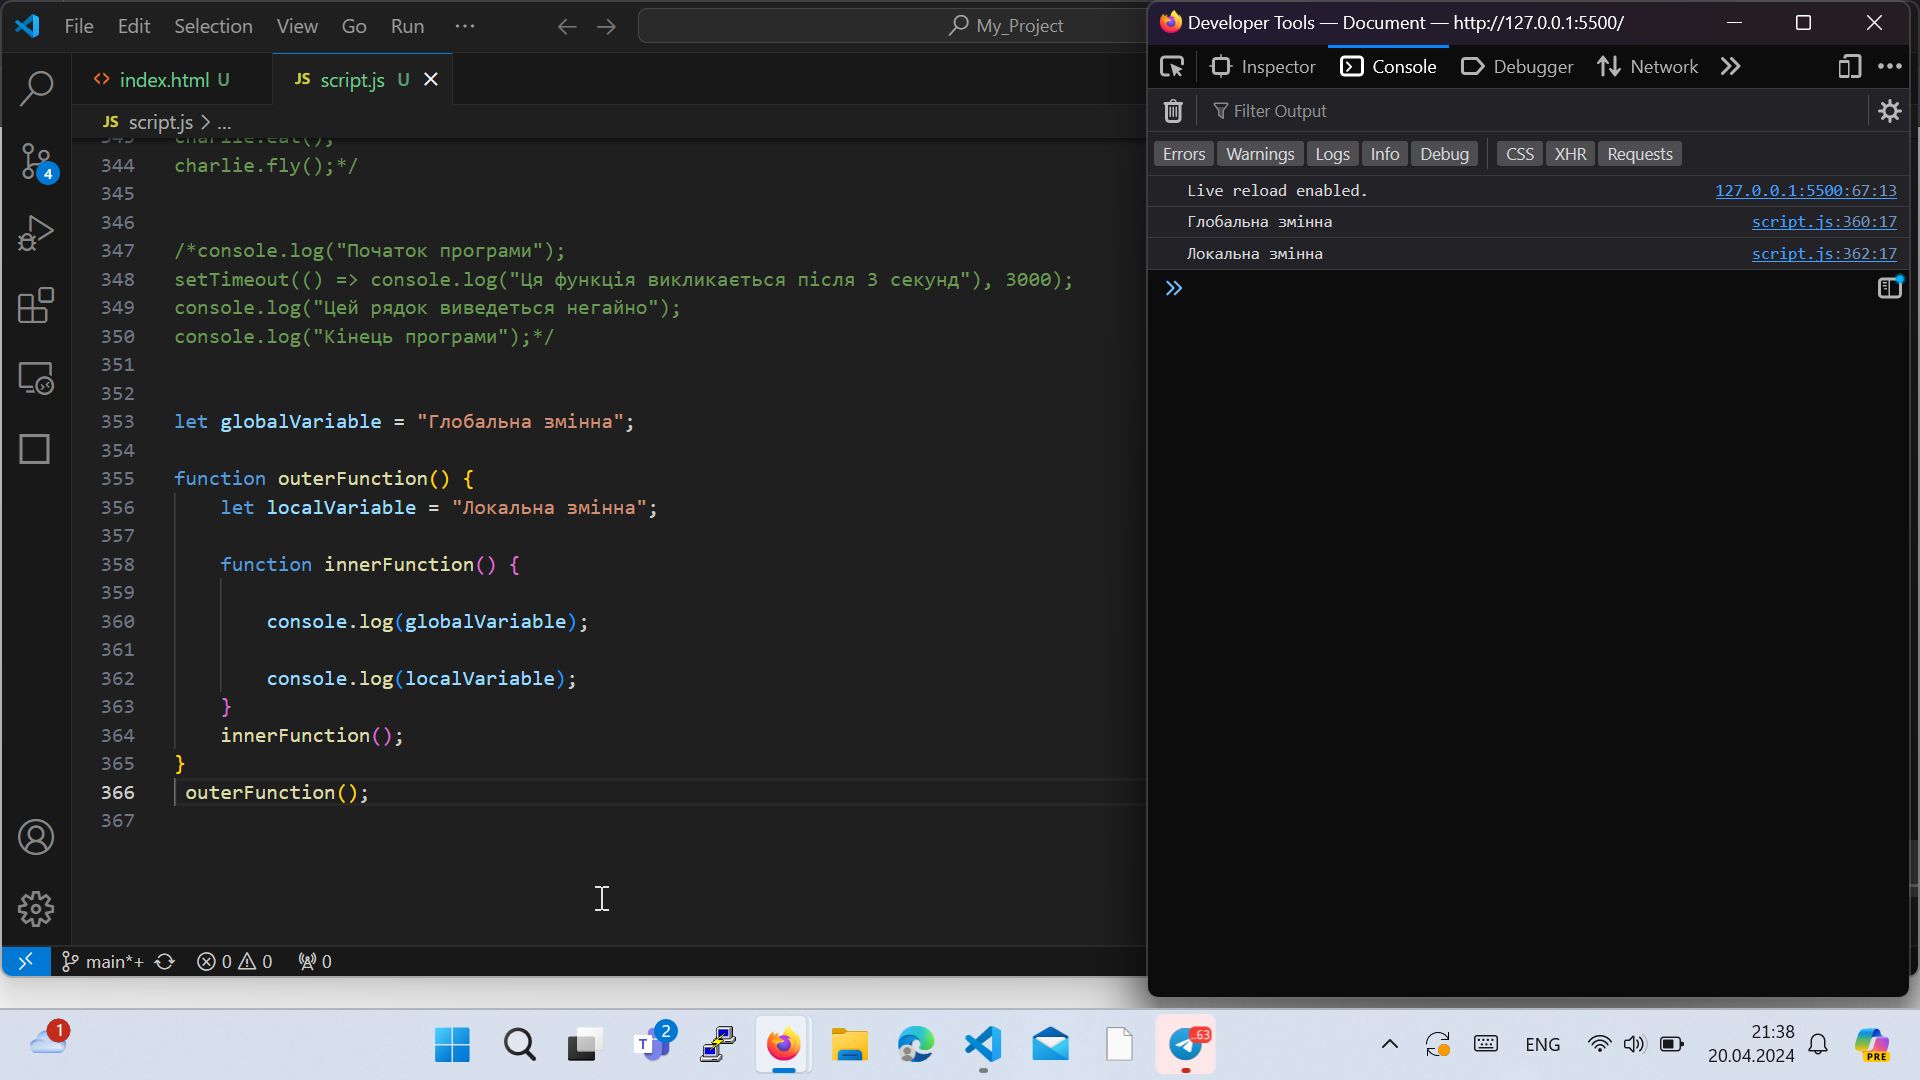 File Edit Selection View Go Run ··· My_Project
index.html U
JS script.js U
JS script.js > ...
343 charlie.eat();
344 charlie.fly();*/
345
346
347 /*console.log("Початок програми");
348 setTimeout(() => console.log("Ця функція викликається після 3 секунд"), 3000);
349 console.log("Цей рядок виведеться негайно");
350 console.log("Кінець програми");*/
351
352
353 let globalVariable = "Глобальна змінна";
354
355 function outerFunction() {
356 let localVariable = "Локальна змінна";
357
358 function innerFunction() {
359
360 console.log(globalVariable);
361
362 console.log(localVariable);
363 }
364 innerFunction();
365 }
366 outerFunction();
367
4
main*+ 0 0 0
Developer Tools — Document — http://127.0.0.1:5500/
Inspector Console Debugger Network
Filter Output
Errors Warnings Logs Info Debug CSS XHR Requests
Live reload enabled. 127.0.0.1:5500:67:13
Глобальна змінна script.js:360:17
Локальна змінна script.js:362:17
1
2
T
..63
ENG
21:38
20.04.2024
PRE